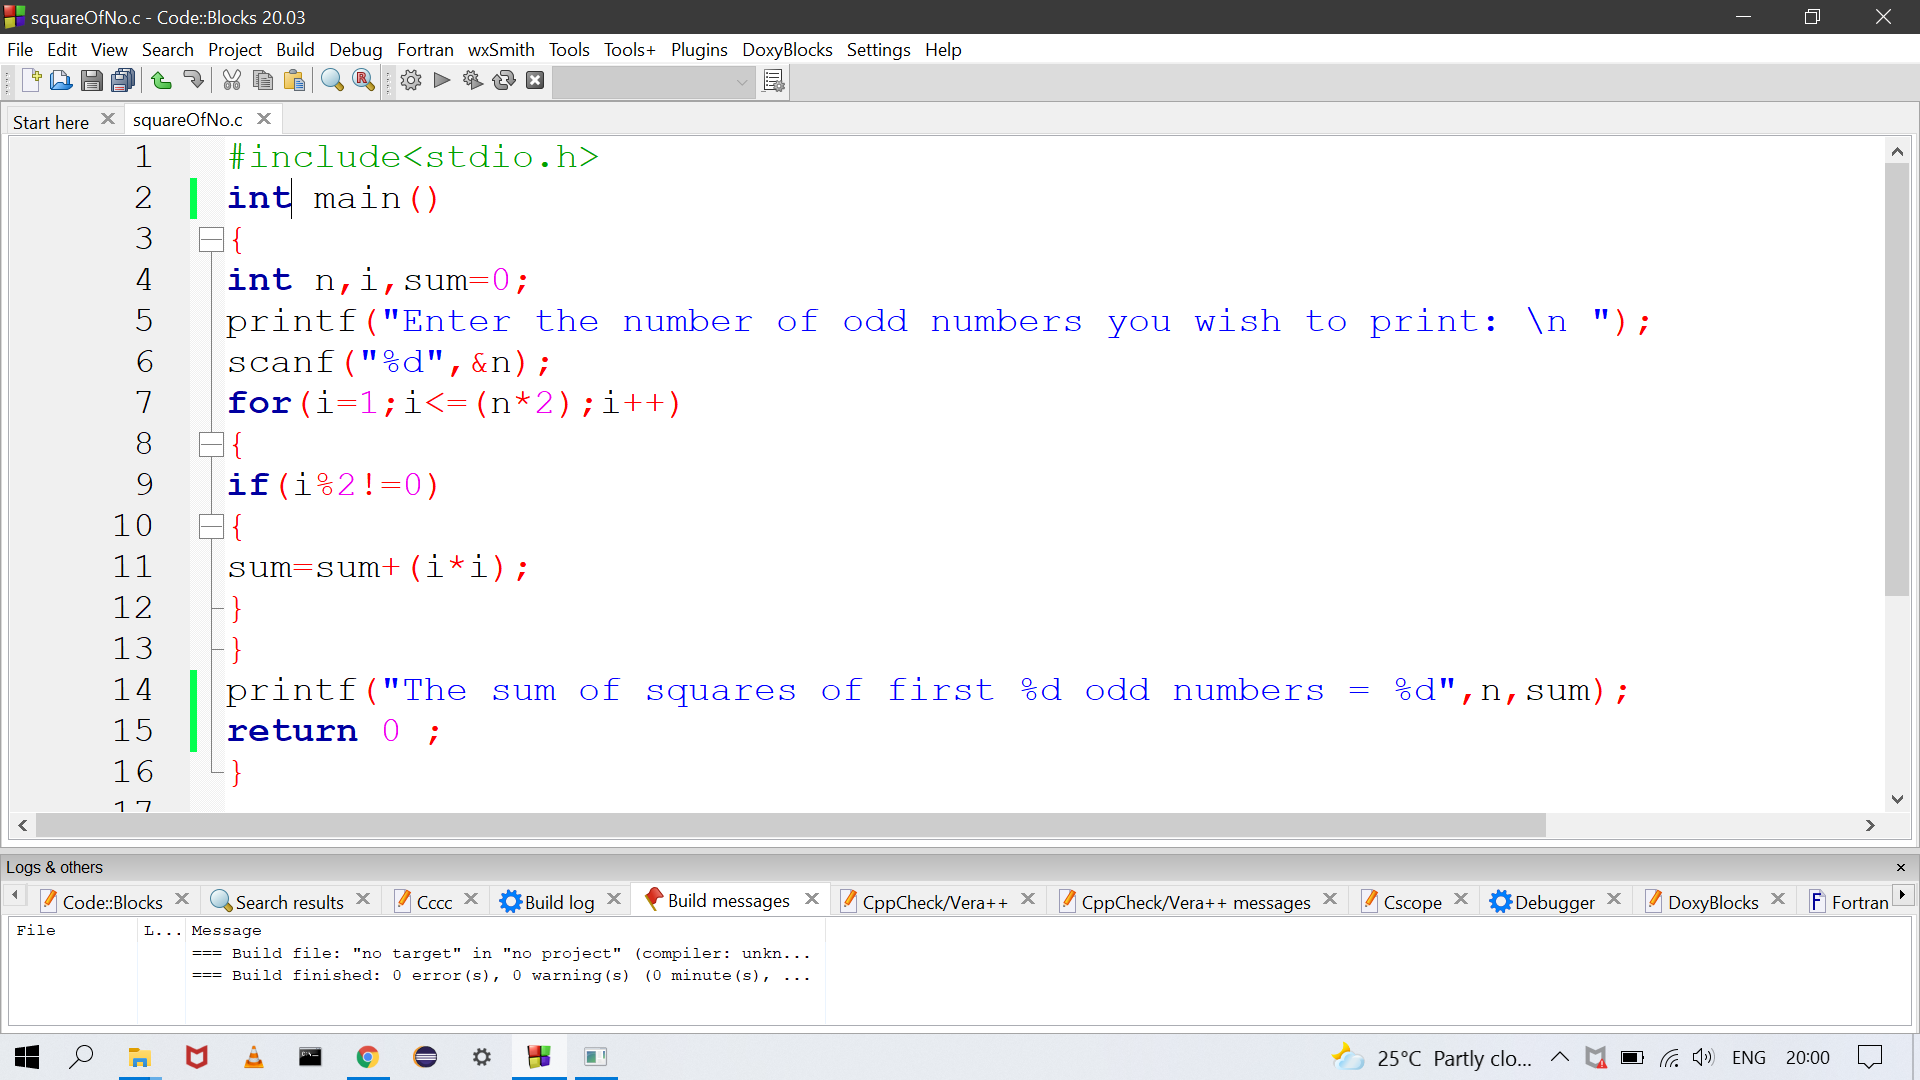 squareOfNo.c - Code::Blocks 20.03
File Edit View Search Project Build Debug Fortran wxSmith Tools Tools+ Plugins DoxyBlocks Settings Help
Start here squareOfNo.c
1 #include<stdio.h>
2 int main()
3 {
4 int n,i,sum=0;
5 printf("Enter the number of odd numbers you wish to print: \n ");
6 scanf("%d",&n);
7 for(i=1;i<=(n*2);i++)
8 {
9 if(i%2!=0)
10 {
11 sum=sum+(i*i);
12 }
13 }
14 printf("The sum of squares of first %d odd numbers = %d",n,sum);
15 return 0 ;
16 }
17
Logs & others
Code::Blocks Search results Cccc Build log Build messages CppCheck/Vera++ CppCheck/Vera++ messages Cscope Debugger DoxyBlocks Fortran
File L... Message
=== Build file: "no target" in "no project" (compiler: unkn...
=== Build finished: 0 error(s), 0 warning(s) (0 minute(s), ...
25°C Partly clo... ENG 20:00